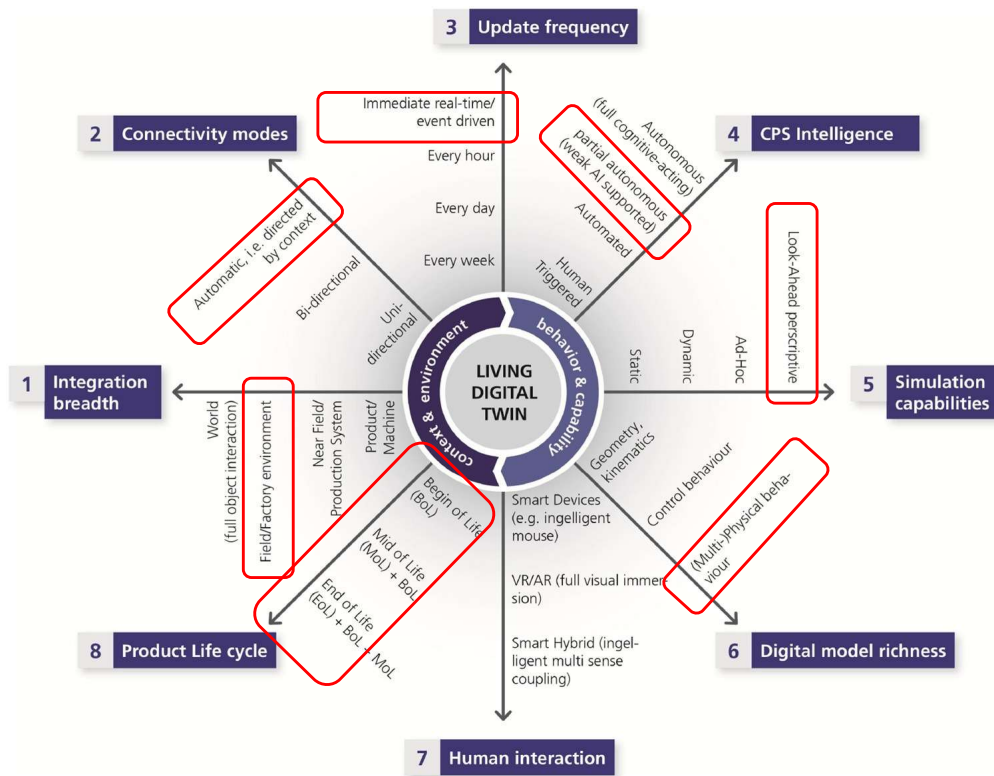 3 Update frequency
Immediate real-time/
event driven
Every hour
Every day
Every week
2 Connectivity modes
Automatic, i.e. directed
by context
Bi-directional
Uni-
directional
4 CPS Intelligence
Autonomous
(full cognitive-acting)
partial autonomous
(weak AI supported)
Automated
Human
Triggered
1 Integration
breadth
World
(full object interaction)
Field/Factory environment
Near Field/
Production System
Product/
Machine
context & environment
behavior & capability
LIVING
DIGITAL
TWIN
Static
Dynamic
Ad-Hoc
Look-Ahead perscriptive
5 Simulation
capabilities
Geometry,
kinematics
Control behaviour
(Multi-)Physical beha-
viour
6 Digital model richness
Smart Devices
(e.g. ingelligent
mouse)
VR/AR (full visual immer-
sion)
Smart Hybrid (ingel-
ligent multi sense
coupling)
7 Human interaction
Begin of Life
(BoL)
Mid of Life
(MoL) + BoL
End of Life
(EoL) + BoL + MoL
8 Product Life cycle